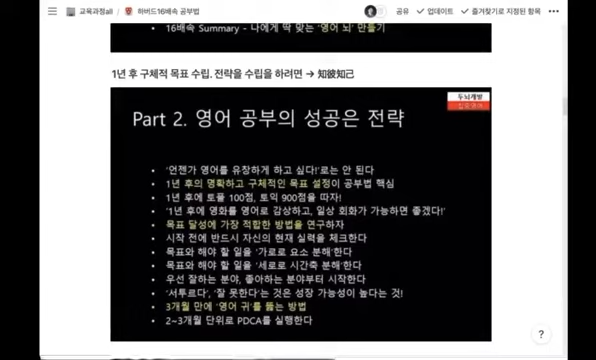 교육과정all / 하버드16배속 공부법
공유 업데이트 즐겨찾기로 지정된 항목
• 16배속 Summary – 나에게 딱 맞는 '영어 뇌' 만들기
1년 후 구체적 목표 수립. 전략을 수립을 하려면 → 知彼知己
두뇌개발
Part 2. 영어 공부의 성공은 전략
• '언젠가 영어를 유창하게 하고 싶다!'로는 안 된다
• 1년 후의 명확하고 구체적인 목표 설정이 공부법 핵심
• 1년 후에 토플 100점, 토익 900점을 따자!
• '1년 후에 영화를 영어로 감상하고, 일상 회화가 가능하면 좋겠다!'
• 목표 달성에 가장 적합한 방법을 연구하자
• 시작 전에 반드시 자신의 현재 실력을 체크한다
• 목표와 해야 할 일을 '가로로 요소 분해'한다
• 목표와 해야 할 일을 '세로로 시간축 분해'한다
• 우선 잘하는 분야, 좋아하는 분야부터 시작한다
• '서투르다', '잘 못한다'는 것은 성장 가능성이 높다는 것!
• 3개월 만에 '영어 귀'를 뚫는 방법
• 2~3개월 단위로 PDCA를 실행한다
?